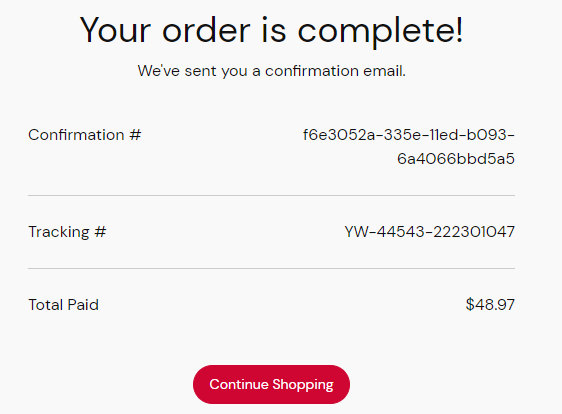 Your order is complete!
We've sent you a confirmation email.
Confirmation # f6e3052a-335e-11ed-b093-
6a4066bbd5a5
Tracking # YW-44543-222301047
Total Paid $48.97
Continue Shopping